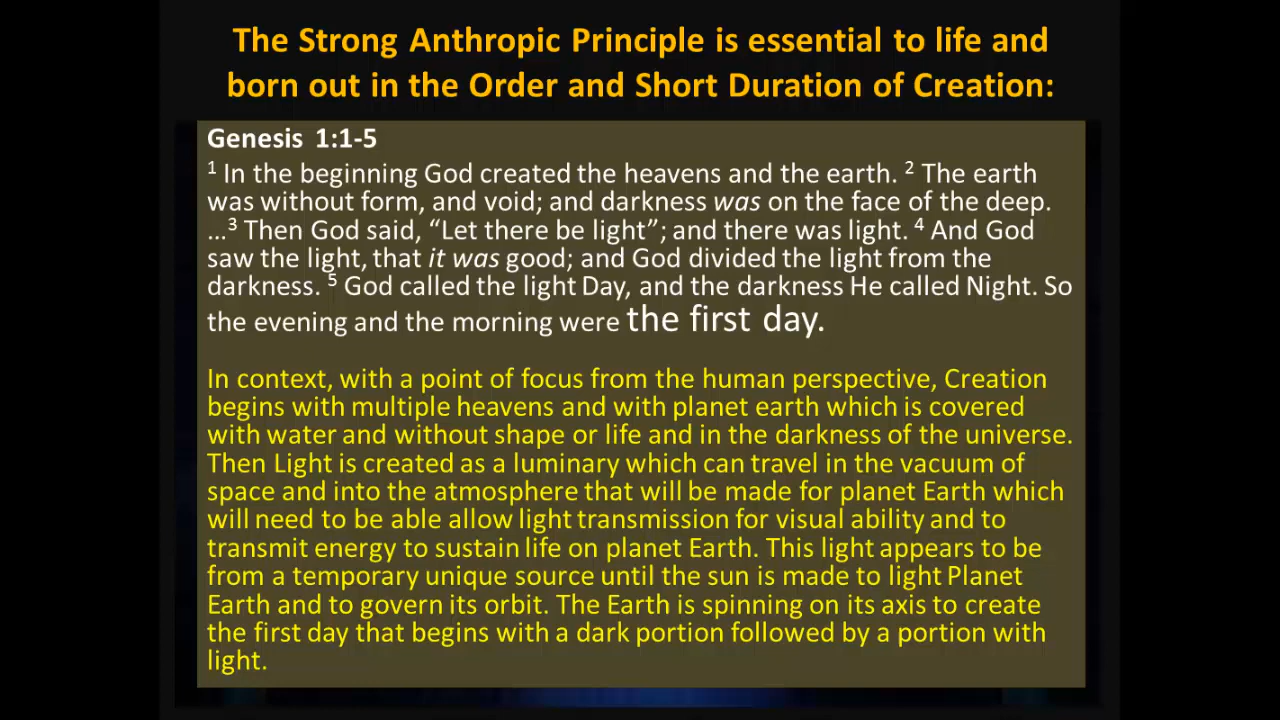 The Strong Anthropic Principle is essential to life and
born out in the Order and Short Duration of Creation:
Genesis 1:1-5
1 In the beginning God created the heavens and the earth. 2 The earth
was without form, and void; and darkness was on the face of the deep.
...3 Then God said, “Let there be light”; and there was light. 4 And God
saw the light, that it was good; and God divided the light from the
darkness. 5 God called the light Day, and the darkness He called Night. So
the evening and the morning were the first day.
In context, with a point of focus from the human perspective, Creation
begins with multiple heavens and with planet earth which is covered
with water and without shape or life and in the darkness of the universe.
Then Light is created as a luminary which can travel in the vacuum of
space and into the atmosphere that will be made for planet Earth which
will need to be able allow light transmission for visual ability and to
transmit energy to sustain life on planet Earth. This light appears to be
from a temporary unique source until the sun is made to light Planet
Earth and to govern its orbit. The Earth is spinning on its axis to create
the first day that begins with a dark portion followed by a portion with
light.